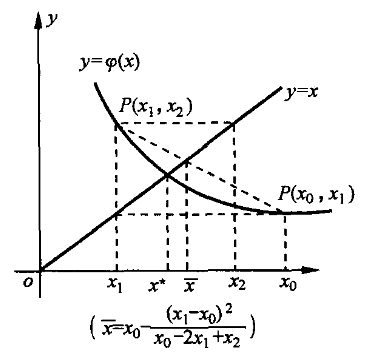 y
y=φ(x)
y=x
P(x₁, x₂)
P(x₀, x₁)
o x₁ x* x̄ x₂ x₀
( x̄=x₀-(x₁-x₀)²/(x₀-2x₁+x₂) )